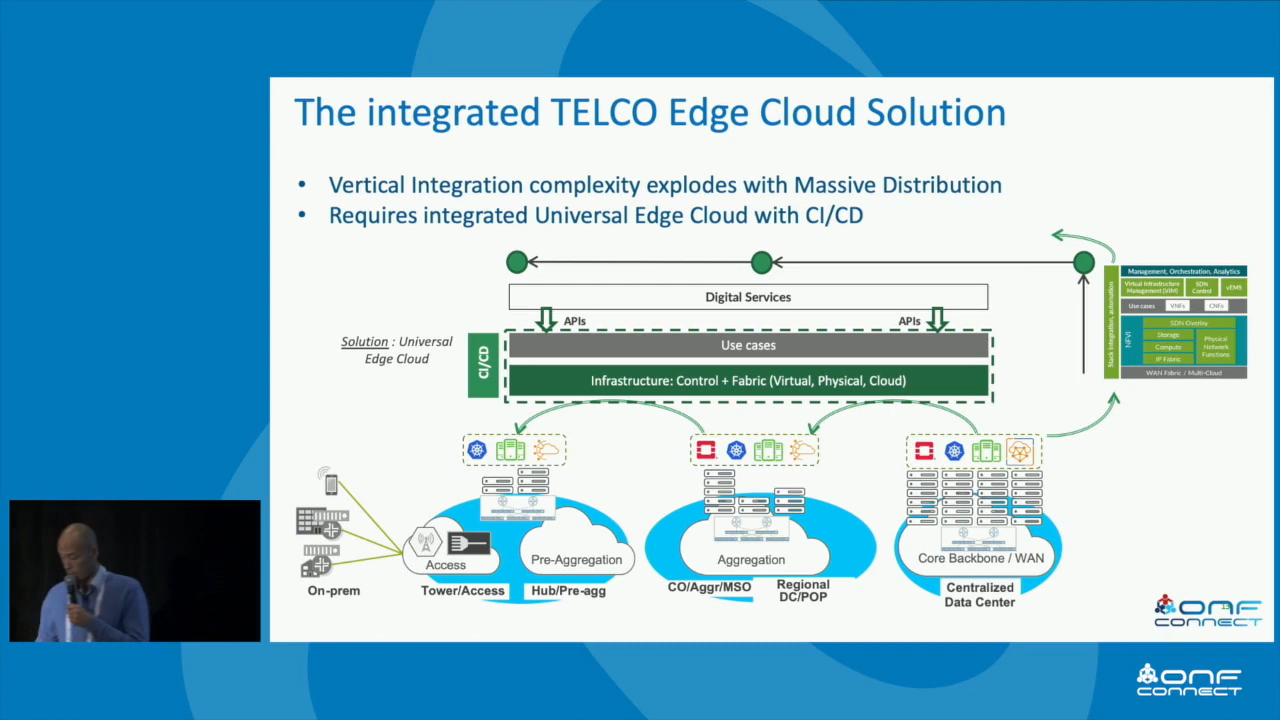 The integrated TELCO Edge Cloud Solution
• Vertical Integration complexity explodes with Massive Distribution
• Requires integrated Universal Edge Cloud with CI/CD
Digital Services
APIs
APIs
Solution : Universal
Edge Cloud
CI/CD
Use cases
Infrastructure: Control + Fabric (Virtual, Physical, Cloud)
Stack Integration, automation
Management, Orchestration, Analytics
Virtual Infrastructure
Management (VIM)
SDN
Control
vEMS
Use cases
VNFs
CNFs
NFVI
SDN Overlay
Storage
Compute
IP Fabric
Physical
Network
Functions
WAN Fabric / Multi-Cloud
On-prem
Access
Tower/Access
Pre-Aggregation
Hub/Pre-agg
Aggregation
CO/Aggr/MSO
Regional
DC/POP
Core Backbone / WAN
Centralized
Data Center
13
ONF
CONNECT
ONF
CONNECT